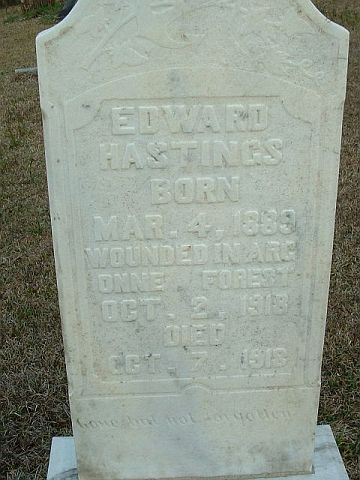 EDWARD
HASTINGS
BORN
MAR. 4, 1889
WOUNDED IN ARG
ONNE FOREST
OCT. 2. 1918
DIED
OCT. 7. 1918
Gone but not forgotten